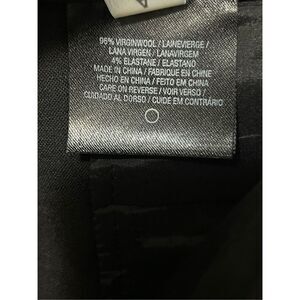 4
96% VIRGINWOOL / LAINEVIERGE /
LANA VIRGEN / LANAVIRGEM
4% ELASTANE / ELASTANO
MADE IN CHINA / FABRIQUE EN CHINE
HECHO EN CHINA / FEITO EM CHINA
CARE ON REVERSE / VOIR VERSO /
CUIDADO AL DORSO / CUIDE EM CONTRÁRIO